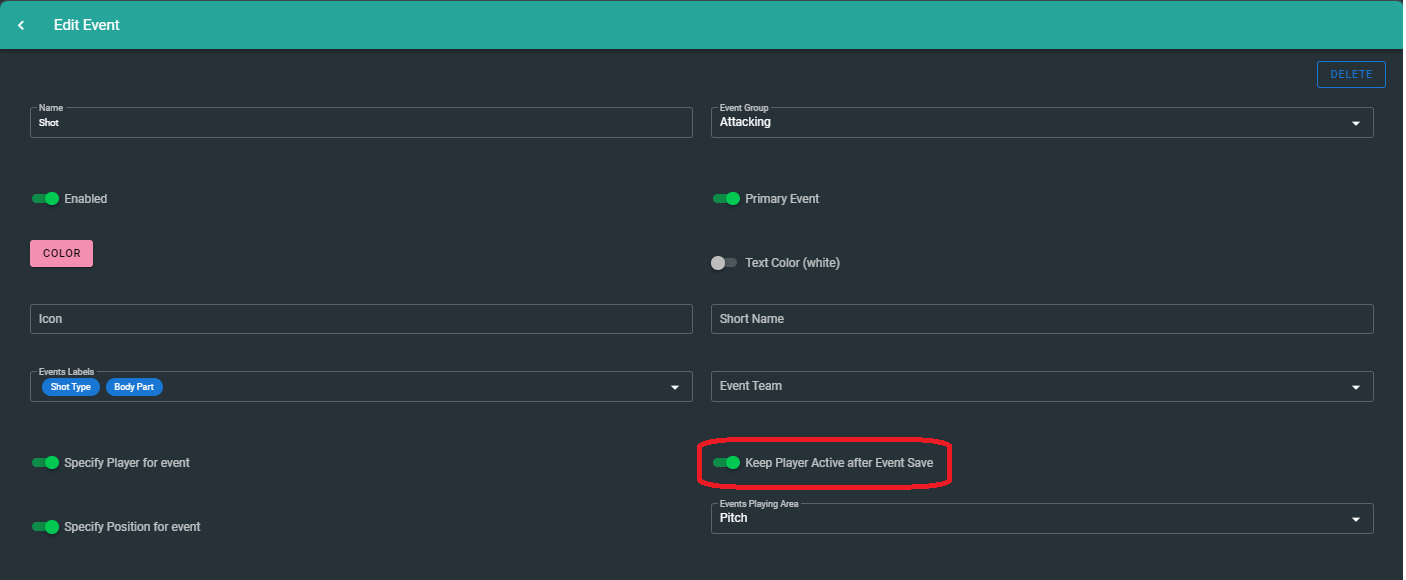 Edit Event
DELETE
Name
Shot
Event Group
Attacking
Enabled
Primary Event
COLOR
Text Color (white)
Icon
Short Name
Events Labels
Shot Type Body Part
Event Team
Specify Player for event
Keep Player Active after Event Save
Specify Position for event
Events Playing Area
Pitch